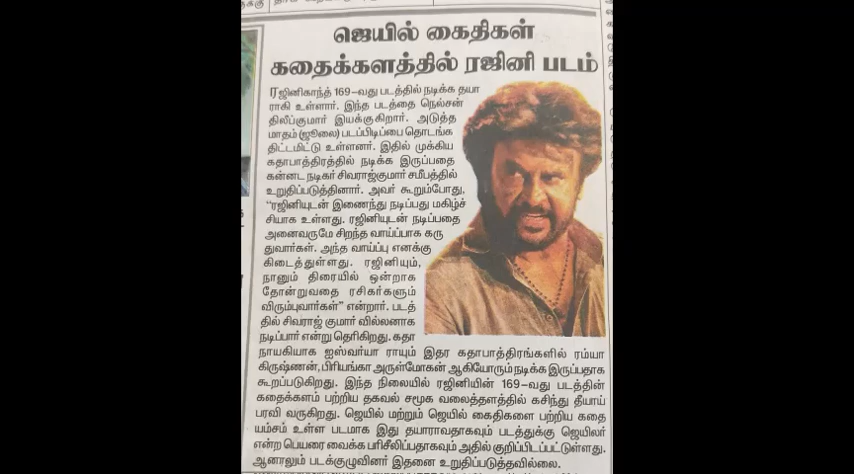 ஜெயில் கைதிகள்
கதைக்களத்தில் ரஜினி படம்
ரஜினிகாந்த் 169-வது படத்தில் நடிக்க தயா
ராகி உள்ளார். இந்த படத்தை நெல்சன்
திலீப்குமார் இயக்குகிறார். அடுத்த
மாதம் (ஜூலை) படப்பிடிப்பை தொடங்க
திட்டமிட்டு உள்ளனர். இதில் முக்கிய
கதாபாத்திரத்தில் நடிக்க இருப்பதை
கன்னட நடிகர் சிவராஜ்குமார் சமீபத்தில்
உறுதிப்படுத்தினார். அவர் கூறும்போது,
“ரஜினியுடன் இணைந்து நடிப்பது மகிழ்ச்
சியாக உள்ளது. ரஜினியுடன் நடிப்பதை
அனைவருமே சிறந்த வாய்ப்பாக கரு
துவார்கள். அந்த வாய்ப்பு எனக்கு
கிடைத்துள்ளது. ரஜினியும்,
நானும் திரையில் ஒன்றாக
தோன்றுவதை ரசிகர்களும்
விரும்புவார்கள்” என்றார். படத்
தில் சிவராஜ் குமார் வில்லனாக
நடிப்பார் என்று தெரிகிறது. கதா
நாயகியாக ஐஸ்வர்யா ராயும் இதர கதாபாத்திரங்களில் ரம்யா
கிருஷ்ணன், பிரியங்கா அருள்மோகன் ஆகியோரும் நடிக்க இருப்பதாக
கூறப்படுகிறது. இந்த நிலையில் ரஜினியின் 169-வது படத்தின்
கதைக்களம் பற்றிய தகவல் சமூக வலைத்தளத்தில் கசிந்து தீயாய்
பரவி வருகிறது. ஜெயில் மற்றும் ஜெயில் கைதிகளை பற்றிய கதை
யம்சம் உள்ள படமாக இது தயாராவதாகவும் படத்துக்கு ஜெயிலர்
என்ற பெயரை வைக்க பரிசீலிப்பதாகவும் அதில் குறிப்பிடப்பட்டுள்ளது.
ஆனாலும் படக்குழுவினர் இதனை உறுதிப்படுத்தவில்லை.